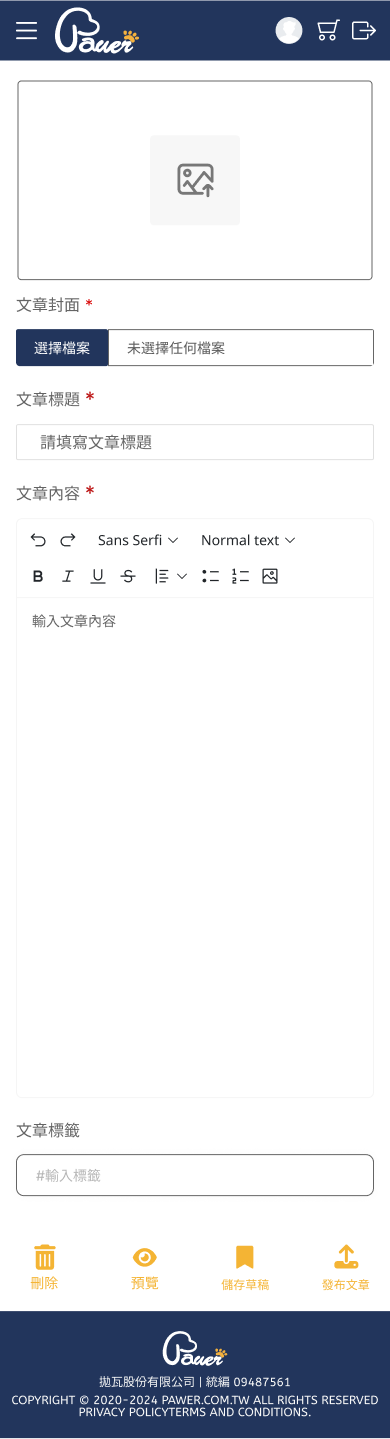 Pawer
文章封面 *
選擇檔案 未選擇任何檔案
文章標題 *
請填寫文章標題
文章內容 *
Sans Serfi Normal text
B I U S
輸入文章內容
文章標籤
#輸入標籤
刪除 預覽 儲存草稿 發布文章
Pawer
拋瓦股份有限公司 | 統編 09487561
COPYRIGHT © 2020-2024 PAWER.COM.TW ALL RIGHTS RESERVED
PRIVACY POLICYTERMS AND CONDITIONS.